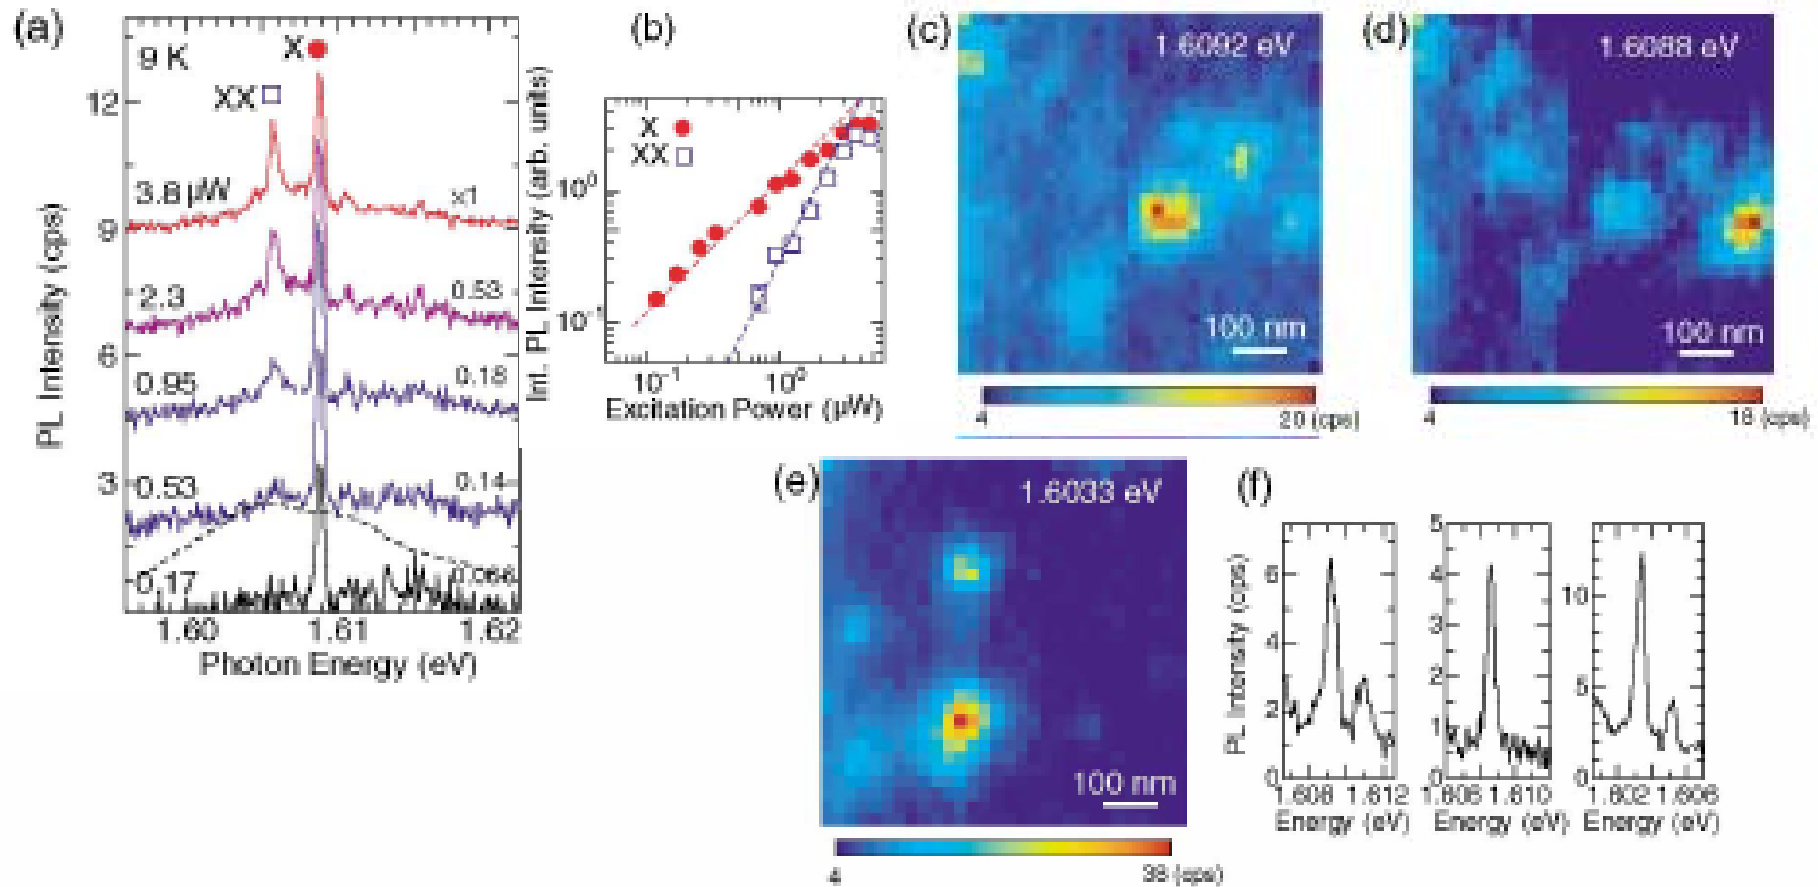 (a)
9 K
X
XX
3.8 µW
x1
2.3
0.53
0.95
0.18
0.53
0.14
0.17
0.066
12
9
6
3
PL Intensity (cps)
1.60 1.61 1.62
Photon Energy (eV)
(b)
X
XX
10⁰
10⁻¹
Int. PL Intensity (arb. units)
10⁻¹ 10⁰
Excitation Power (µW)
(c)
1.6092 eV
100 nm
4 20 (cps)
(d)
1.6088 eV
100 nm
4 18 (cps)
(e)
1.6033 eV
100 nm
4 38 (cps)
(f)
PL Intensity (cps)
6
4
2
0
1.608 1.612
Energy (eV)
5
4
3
2
1
0
1.606 1.610
Energy (eV)
10
5
0
1.602 1.606
Energy (eV)